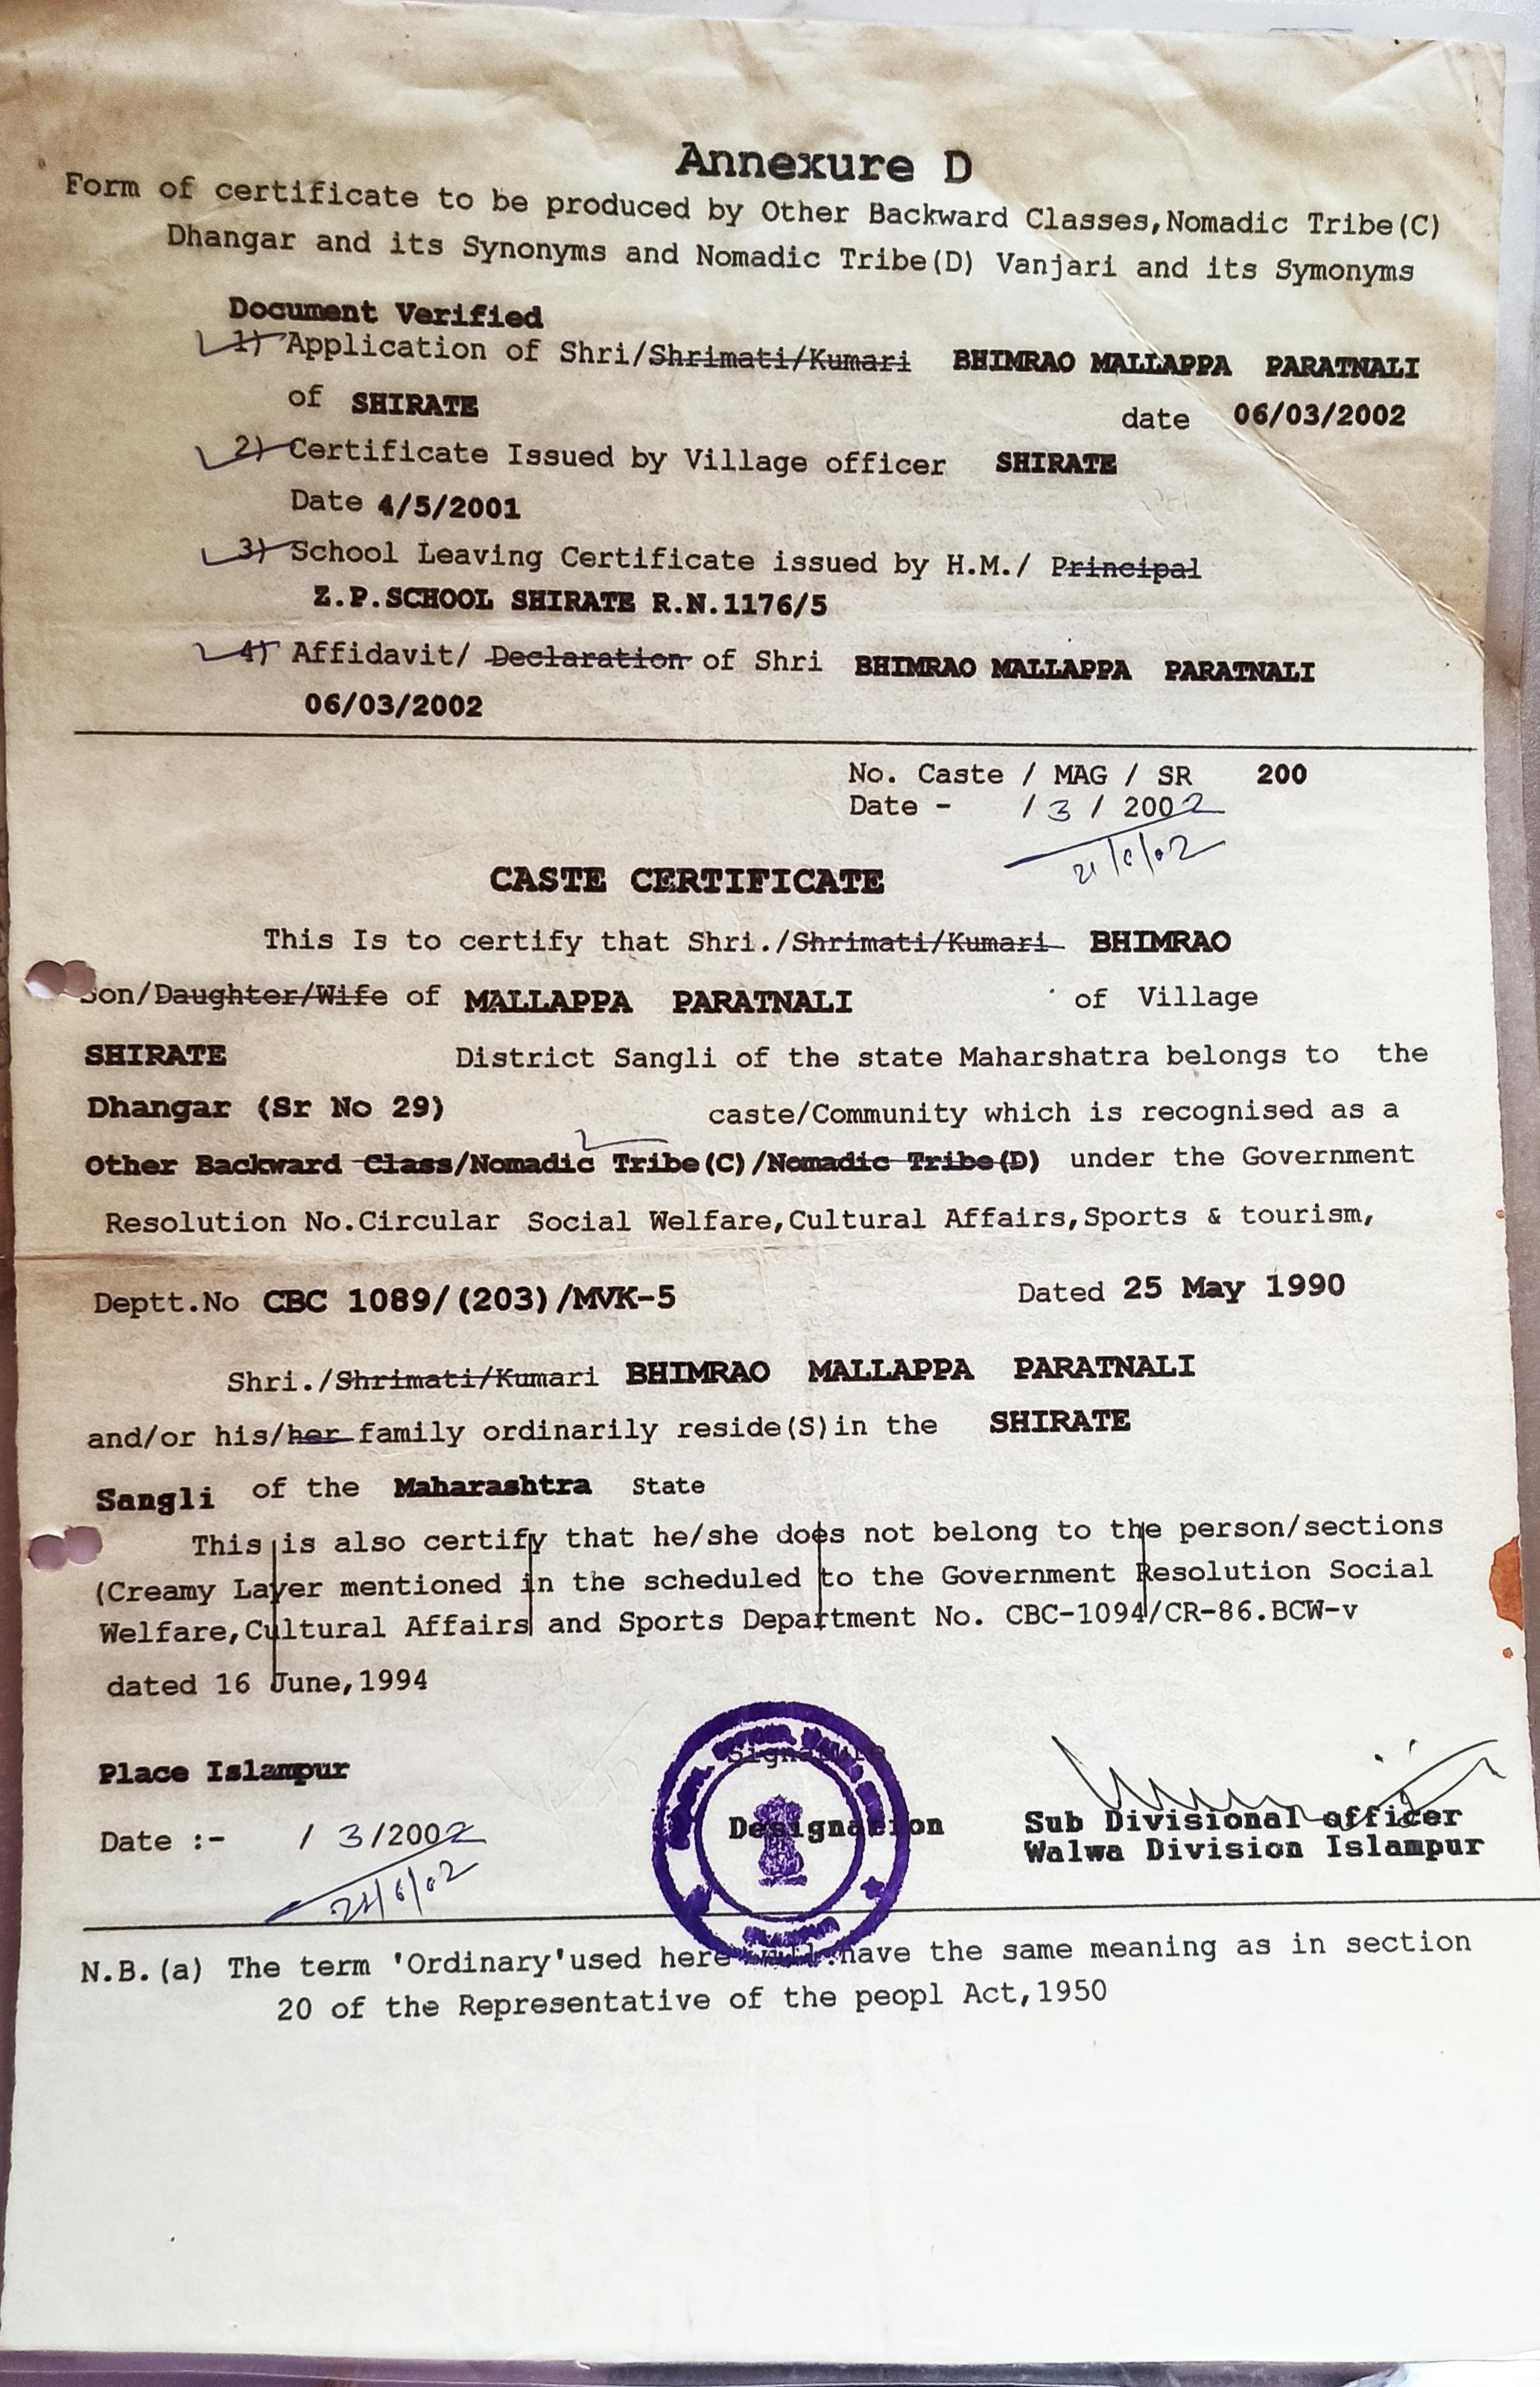 Annexure D
Form of certificate to be produced by Other Backward Classes,Nomadic Tribe(C)
Dhangar and its Synonyms and Nomadic Tribe(D) Vanjari and its Symonyms
Document Verified
1) Application of Shri/Shrimati/Kumari BHIMRAO MALLAPPA PARATNALI
of SHIRATE date 06/03/2002
2) Certificate Issued by Village officer SHIRATE
Date 4/5/2001
3) School Leaving Certificate issued by H.M./ Principal
Z.P.SCHOOL SHIRATE R.N.1176/5
4) Affidavit/ Declaration of Shri BHIMRAO MALLAPPA PARATNALI
06/03/2002
No. Caste / MAG / SR 200
Date - / 3 / 2002
21/6/02
CASTE CERTIFICATE
This Is to certify that Shri./Shrimati/Kumari BHIMRAO
Son/Daughter/Wife of MALLAPPA PARATNALI of Village
SHIRATE District Sangli of the state Maharshatra belongs to the
Dhangar (Sr No 29) caste/Community which is recognised as a
Other Backward Class/Nomadic Tribe(C)/Nomadic Tribe(D) under the Government
Resolution No.Circular Social Welfare,Cultural Affairs,Sports & tourism,
Deptt.No CBC 1089/(203)/MVK-5 Dated 25 May 1990
Shri./Shrimati/Kumari BHIMRAO MALLAPPA PARATNALI
and/or his/her family ordinarily reside(S)in the SHIRATE
Sangli of the Maharashtra State
This is also certify that he/she does not belong to the person/sections
(Creamy Layer mentioned in the scheduled to the Government Resolution Social
Welfare,Cultural Affairs and Sports Department No. CBC-1094/CR-86.BCW-v
dated 16 June,1994
Signature
Place Islampur
Designation Sub Divisional officer
Date :- / 3/2002 Walwa Division Islampur
21/6/02
N.B.(a) The term 'Ordinary'used here have the same meaning as in section
20 of the Representative of the peopl Act,1950